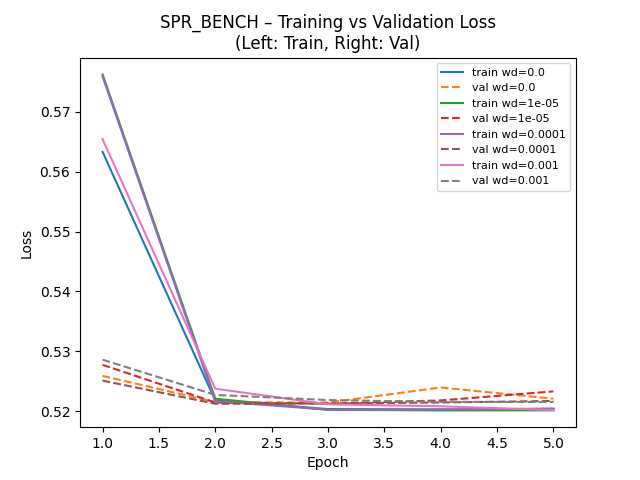 SPR_BENCH – Training vs Validation Loss
(Left: Train, Right: Val)
train wd=0.0
val wd=0.0
train wd=1e-05
val wd=1e-05
train wd=0.0001
val wd=0.0001
train wd=0.001
val wd=0.001
Loss
0.57
0.56
0.55
0.54
0.53
0.52
1.0 1.5 2.0 2.5 3.0 3.5 4.0 4.5 5.0
Epoch